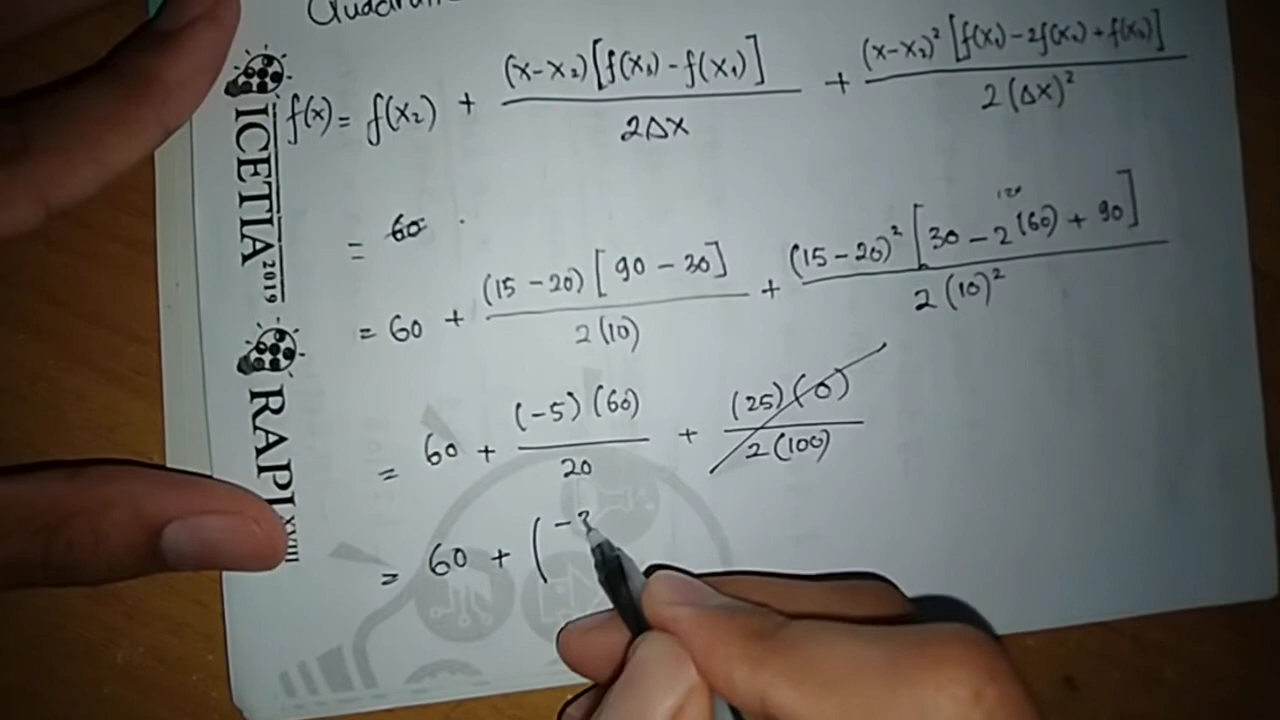 f(x) = f(x₂) + (x-x₂)[f(x₃) - f(x₁)] / 2Δx + (x-x₂)² [f(x₁) - 2f(x₂) + f(x₃)] / 2(Δx)²
= 60
120
= 60 + (15-20)[90-30] / 2(10) + (15-20)² [30-2(60) + 90] / 2(10)²
= 60 + (-5)(60) / 20 + (25)(0) / 2(100)
= 60 + (-3
ICETIA 2019
RAPI XVIII